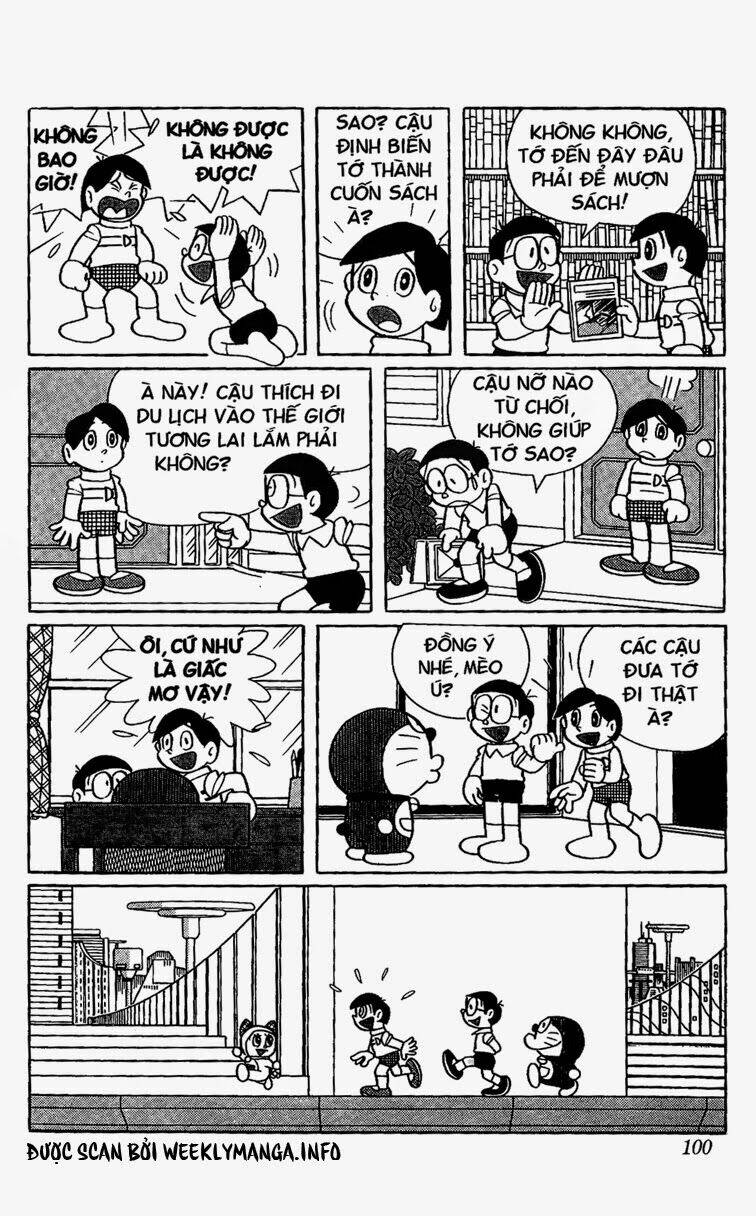 KHÔNG
BAO
GIỜ!
KHÔNG ĐƯỢC
LÀ KHÔNG
ĐƯỢC!
SAO? CẬU
ĐỊNH BIẾN
TỚ THÀNH
CUỐN SÁCH
À?
KHÔNG KHÔNG,
TỚ ĐẾN ĐÂY ĐÂU
PHẢI ĐỂ MƯỢN
SÁCH!
À NÀY! CẬU THÍCH ĐI
DU LỊCH VÀO THẾ GIỚI
TƯƠNG LAI LẮM PHẢI
KHÔNG?
CẬU NỠ NÀO
TỪ CHỐI,
KHÔNG GIÚP
TỚ SAO?
ÔI, CỨ NHƯ
LÀ GIẤC
MƠ VẬY!
ĐỒNG Ý
NHÉ, MÈO
Ú?
CÁC CẬU
ĐƯA TỚ
ĐI THẬT
À?
ĐƯỢC SCAN BỞI WEEKLYMANGA.INFO
100